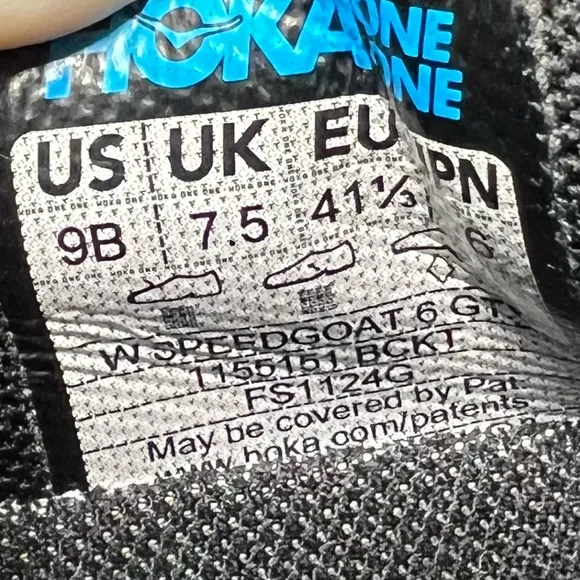 HOKA ONE ONE
US UK EU JPN
9B 7.5 41⅓
W SPEEDGOAT 6 GTX
1155151 BCKT
FS1124G
May be covered by Pat.
www.hoka.com/patents